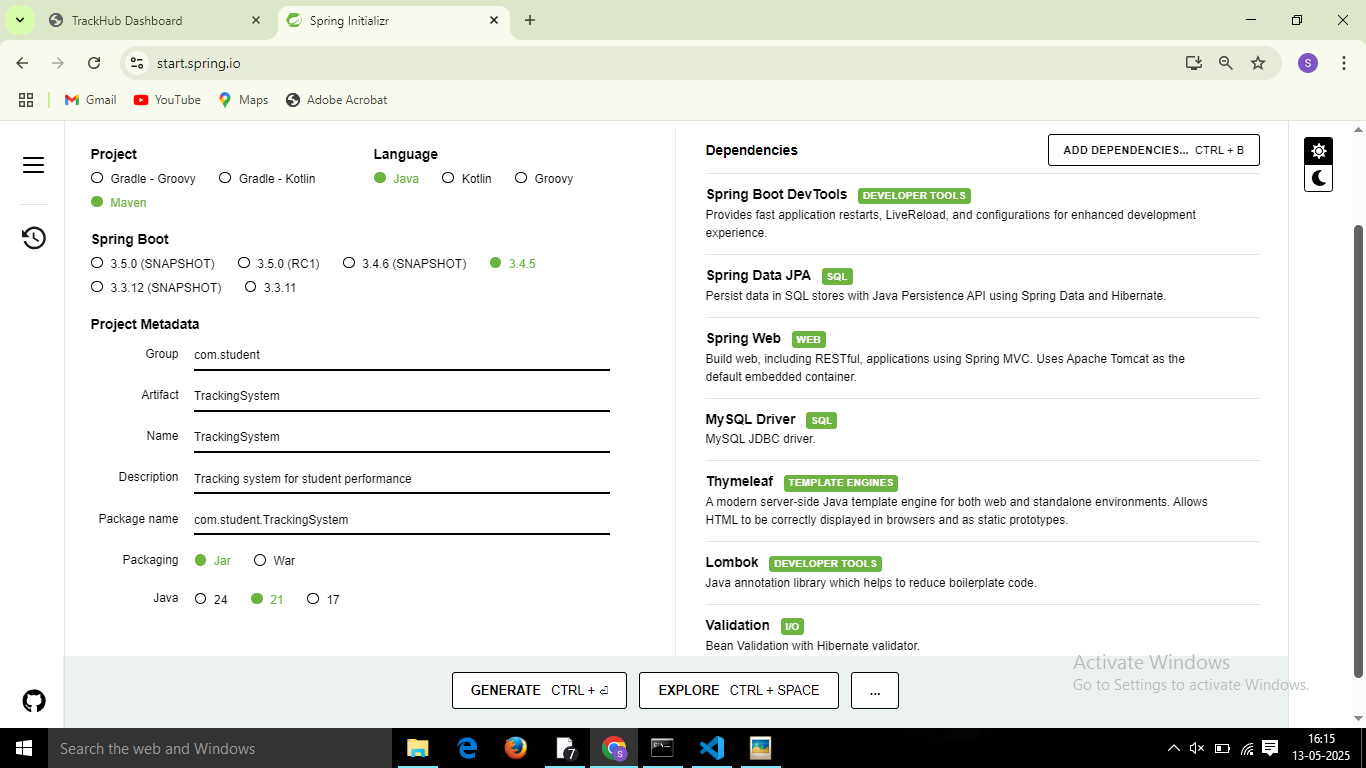 TrackHub Dashboard
Spring Initializr
start.spring.io
S
Gmail
YouTube
Maps
Adobe Acrobat
Project
Gradle - Groovy
Gradle - Kotlin
Maven
Language
Java
Kotlin
Groovy
Spring Boot
3.5.0 (SNAPSHOT)
3.5.0 (RC1)
3.4.6 (SNAPSHOT)
3.4.5
3.3.12 (SNAPSHOT)
3.3.11
Project Metadata
Group com.student
Artifact TrackingSystem
Name TrackingSystem
Description Tracking system for student performance
Package name com.student.TrackingSystem
Packaging Jar War
Java 24 21 17
Dependencies
ADD DEPENDENCIES... CTRL + B
Spring Boot DevTools DEVELOPER TOOLS
Provides fast application restarts, LiveReload, and configurations for enhanced development
experience.
Spring Data JPA SQL
Persist data in SQL stores with Java Persistence API using Spring Data and Hibernate.
Spring Web WEB
Build web, including RESTful, applications using Spring MVC. Uses Apache Tomcat as the
default embedded container.
MySQL Driver SQL
MySQL JDBC driver.
Thymeleaf TEMPLATE ENGINES
A modern server-side Java template engine for both web and standalone environments. Allows
HTML to be correctly displayed in browsers and as static prototypes.
Lombok DEVELOPER TOOLS
Java annotation library which helps to reduce boilerplate code.
Validation I/O
Bean Validation with Hibernate validator.
GENERATE CTRL + ⏎
EXPLORE CTRL + SPACE
...
Activate Windows
Go to Settings to activate Windows.
Search the web and Windows
7
S
16:15
13-05-2025